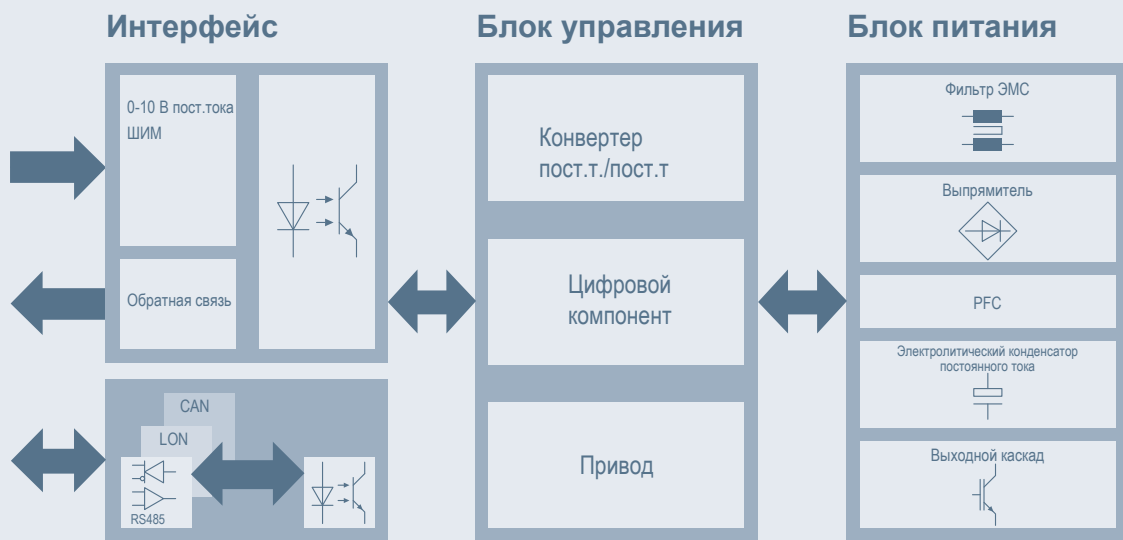 Интерфейс
0-10 В пост.тока
ШИМ
Обратная связь
CAN
LON
RS485
Блок управления
Конвертер
пост.т./пост.т
Цифровой
компонент
Привод
Блок питания
Фильтр ЭМС
Выпрямитель
PFC
Электролитический конденсатор
постоянного тока
Выходной каскад